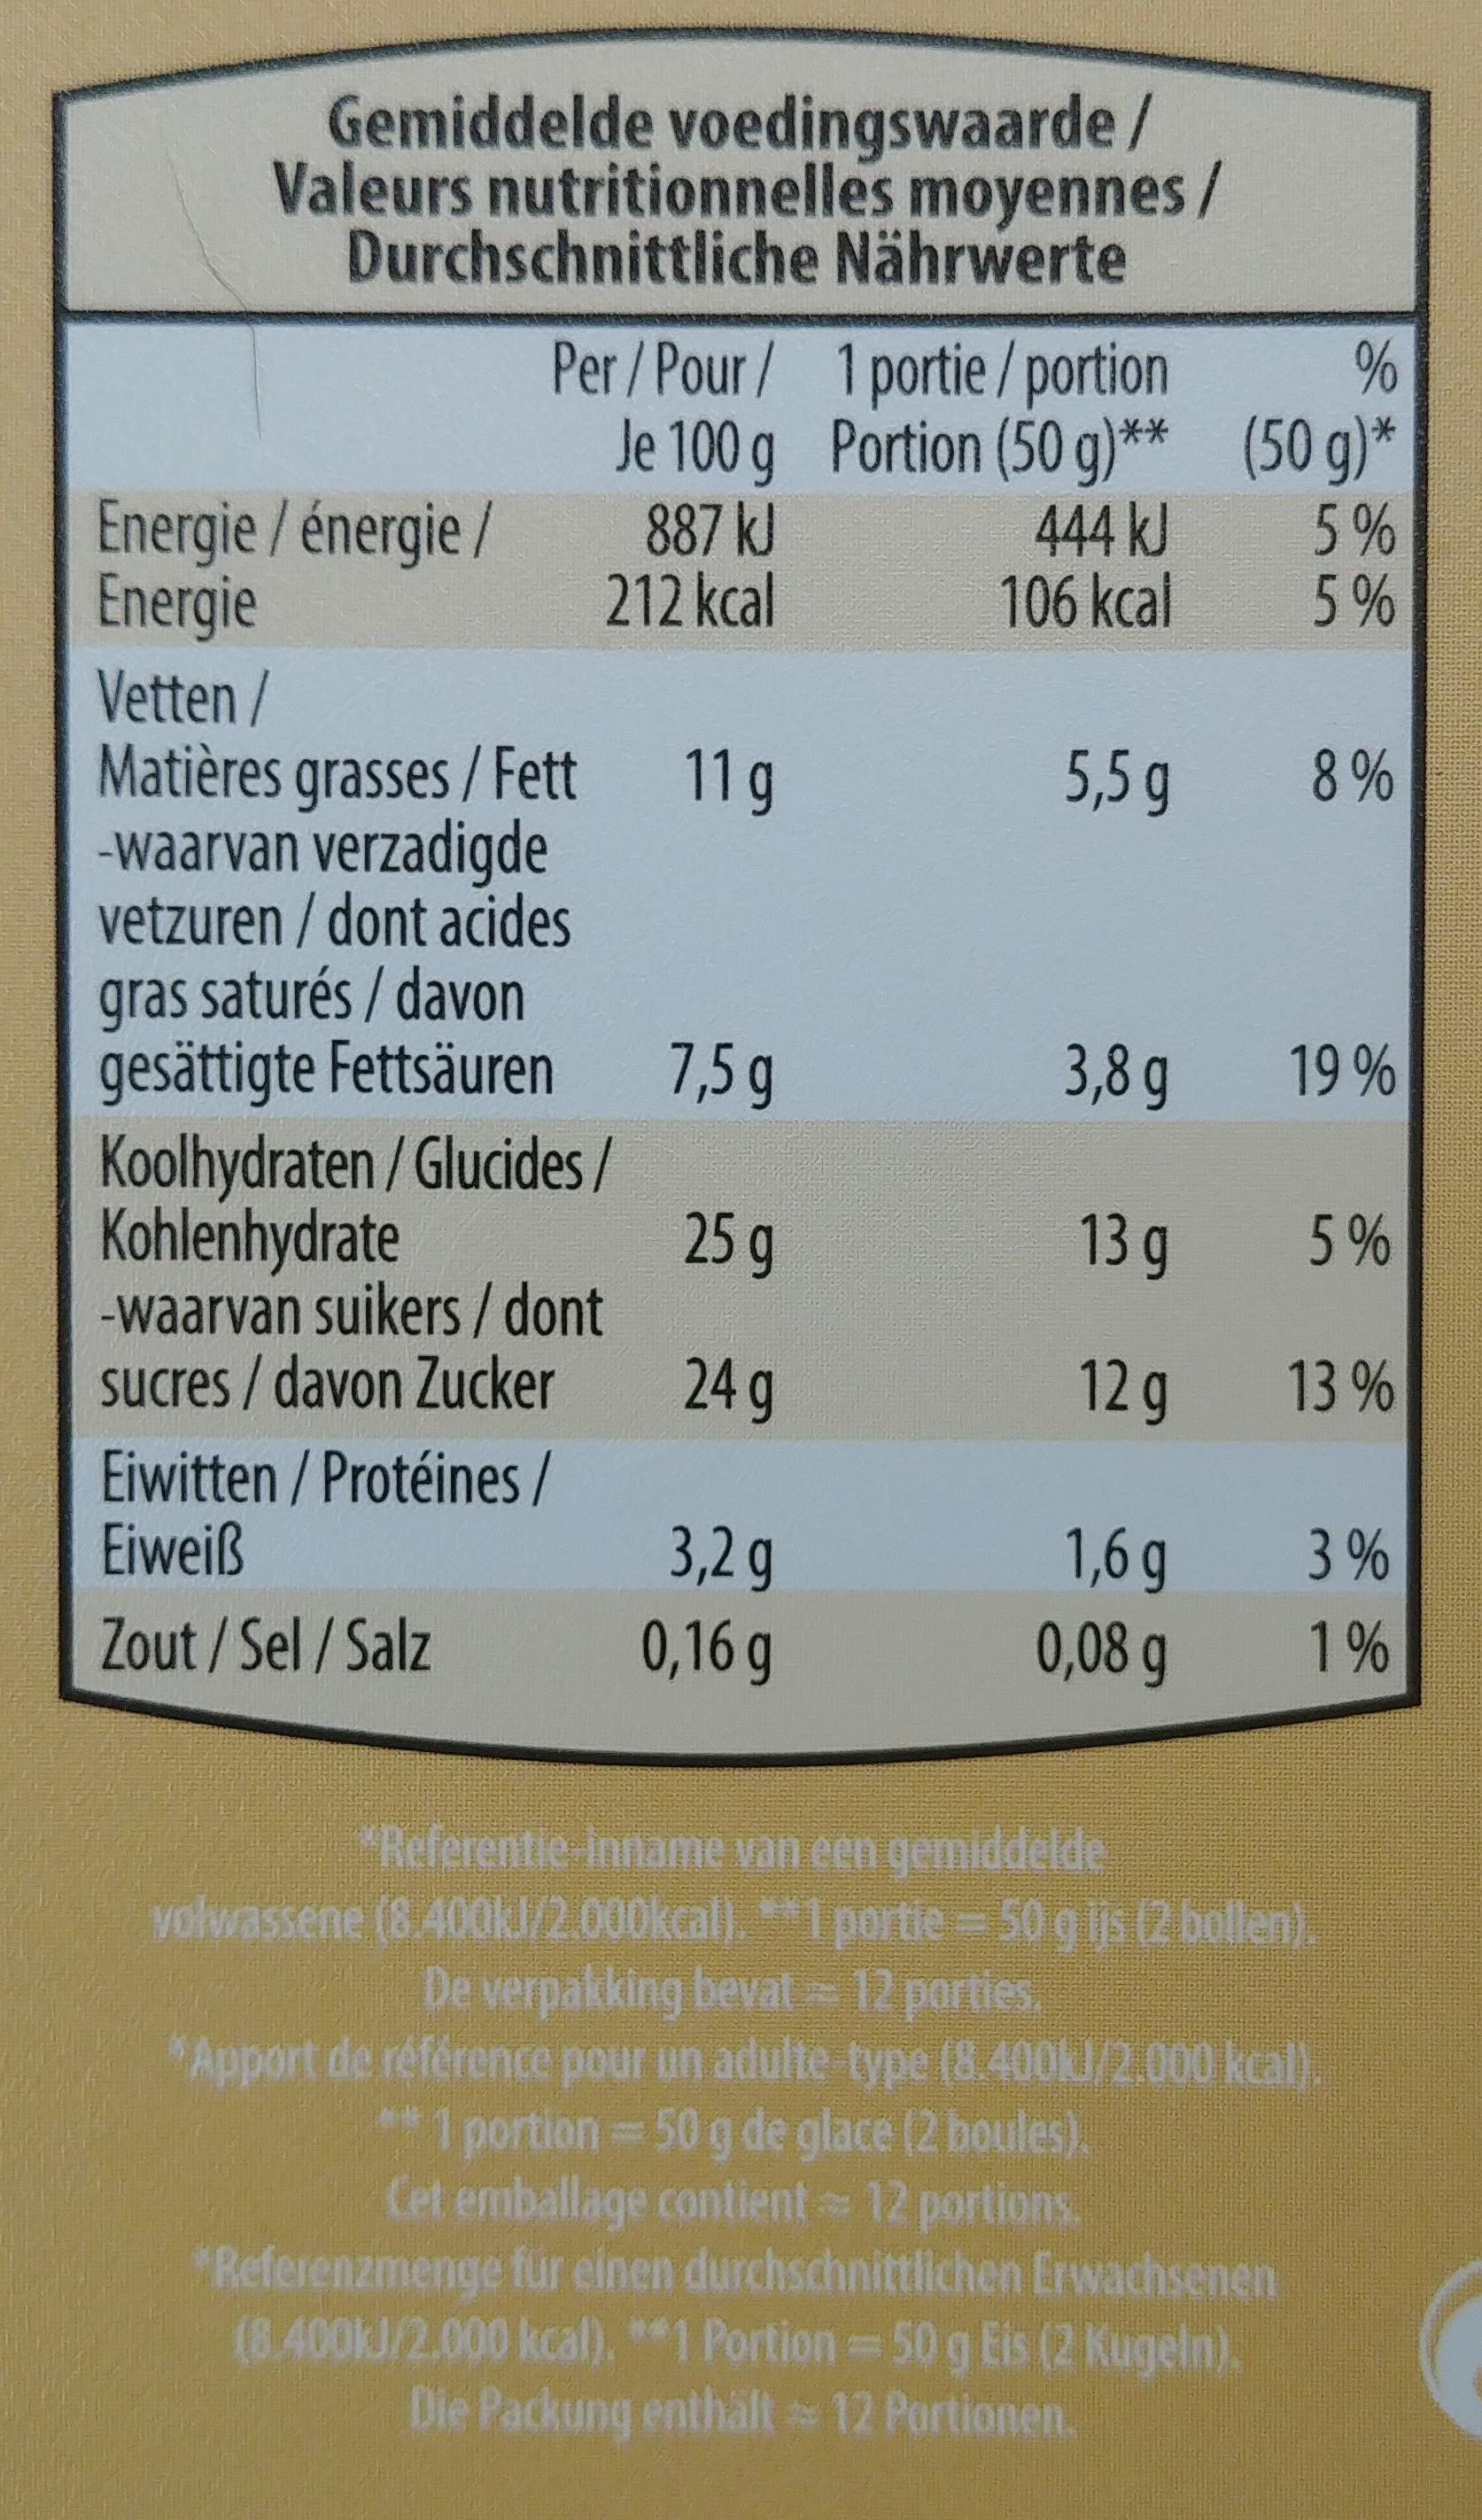 Gemiddelde voedingswaarde /
Valeurs nutritionnelles moyennes /
Durchschnittliche Nährwerte
Per / Pour / 1 portie / portion %
Je 100 g Portion (50 g)** (50 g)*
Energie / énergie / 887 kJ 444 kJ 5 %
Energie 212 kcal 106 kcal 5 %
Vetten /
Matières grasses / Fett 11 g 5,5 g 8 %
-waarvan verzadigde
vetzuren / dont acides
gras saturés / davon
gesättigte Fettsäuren 7,5 g 3,8 g 19 %
Koolhydraten / Glucides /
Kohlenhydrate 25 g 13 g 5 %
-waarvan suikers / dont
sucres / davon Zucker 24 g 12 g 13 %
Eiwitten / Protéines /
Eiweiß 3,2 g 1,6 g 3 %
Zout / Sel / Salz 0,16 g 0,08 g 1 %
*Referentie-inname van een gemiddelde
volwassene (8.400kJ/2.000kcal). **1 portie = 50 g ijs (2 bollen).
De verpakking bevat ≈ 12 porties.
*Apport de référence pour un adulte-type (8.400kJ/2.000 kcal).
** 1 portion = 50 g de glace (2 boules).
Cet emballage contient ≈ 12 portions.
*Referenzmenge für einen durchschnittlichen Erwachsenen
(8.400kJ/2.000 kcal). **1 Portion = 50 g Eis (2 Kugeln).
Die Packung enthält ≈ 12 Portionen.